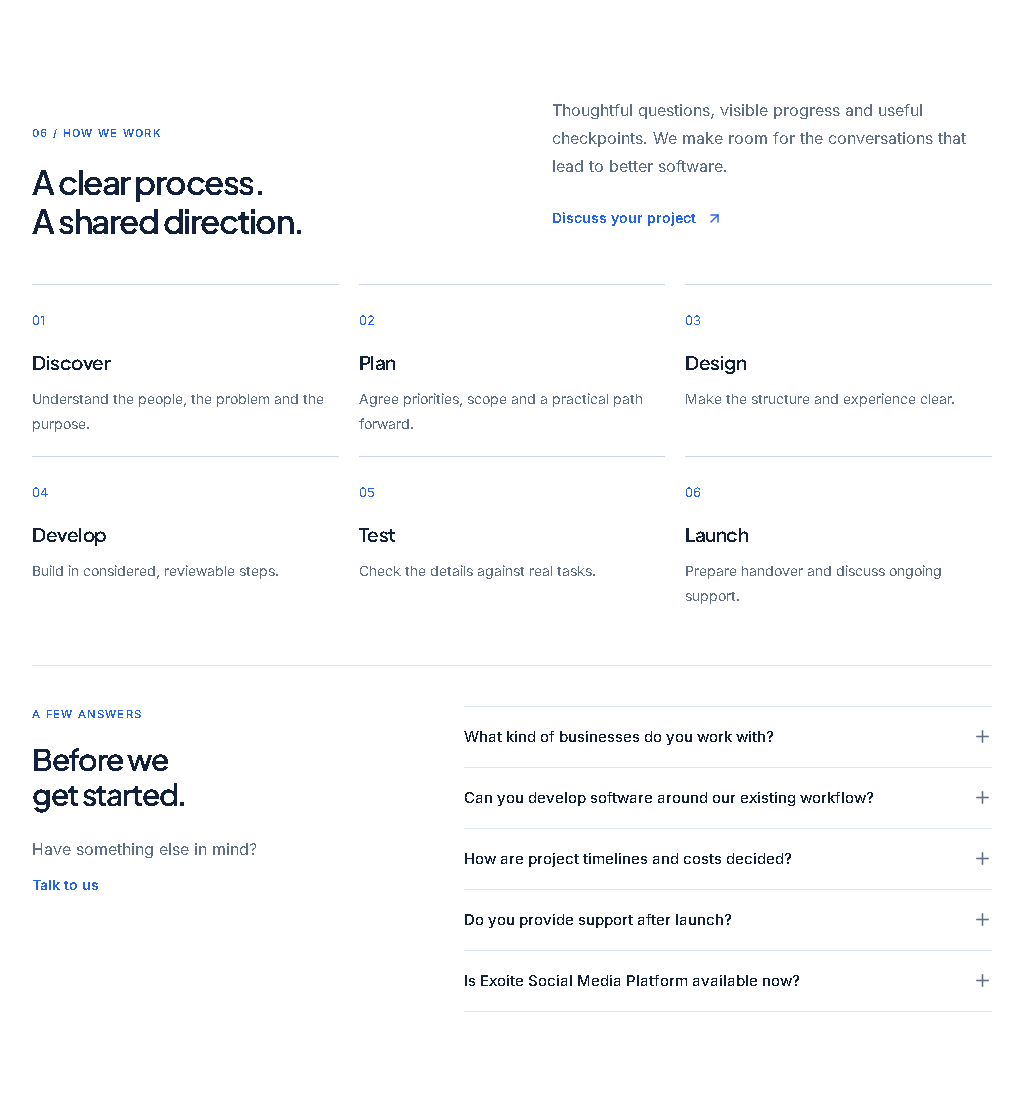 06 / HOW WE WORK
A clear process.
A shared direction.
Thoughtful questions, visible progress and useful
checkpoints. We make room for the conversations that
lead to better software.
Discuss your project
01
Discover
Understand the people, the problem and the
purpose.
02
Plan
Agree priorities, scope and a practical path
forward.
03
Design
Make the structure and experience clear.
04
Develop
Build in considered, reviewable steps.
05
Test
Check the details against real tasks.
06
Launch
Prepare handover and discuss ongoing
support.
A FEW ANSWERS
Before we
get started.
Have something else in mind?
Talk to us
What kind of businesses do you work with?
Can you develop software around our existing workflow?
How are project timelines and costs decided?
Do you provide support after launch?
Is Exoite Social Media Platform available now?